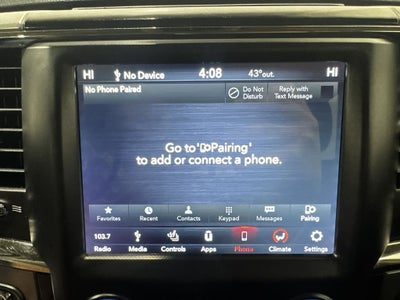 HI No Device 4:08 43°out. HI
No Phone Paired
Do Not Disturb
Reply with Text Message
Go to 'Pairing'
to add or connect a phone.
Favorites Recent Contacts Keypad Messages Pairing
103.7
Radio Media Controls Apps Phone Climate Settings